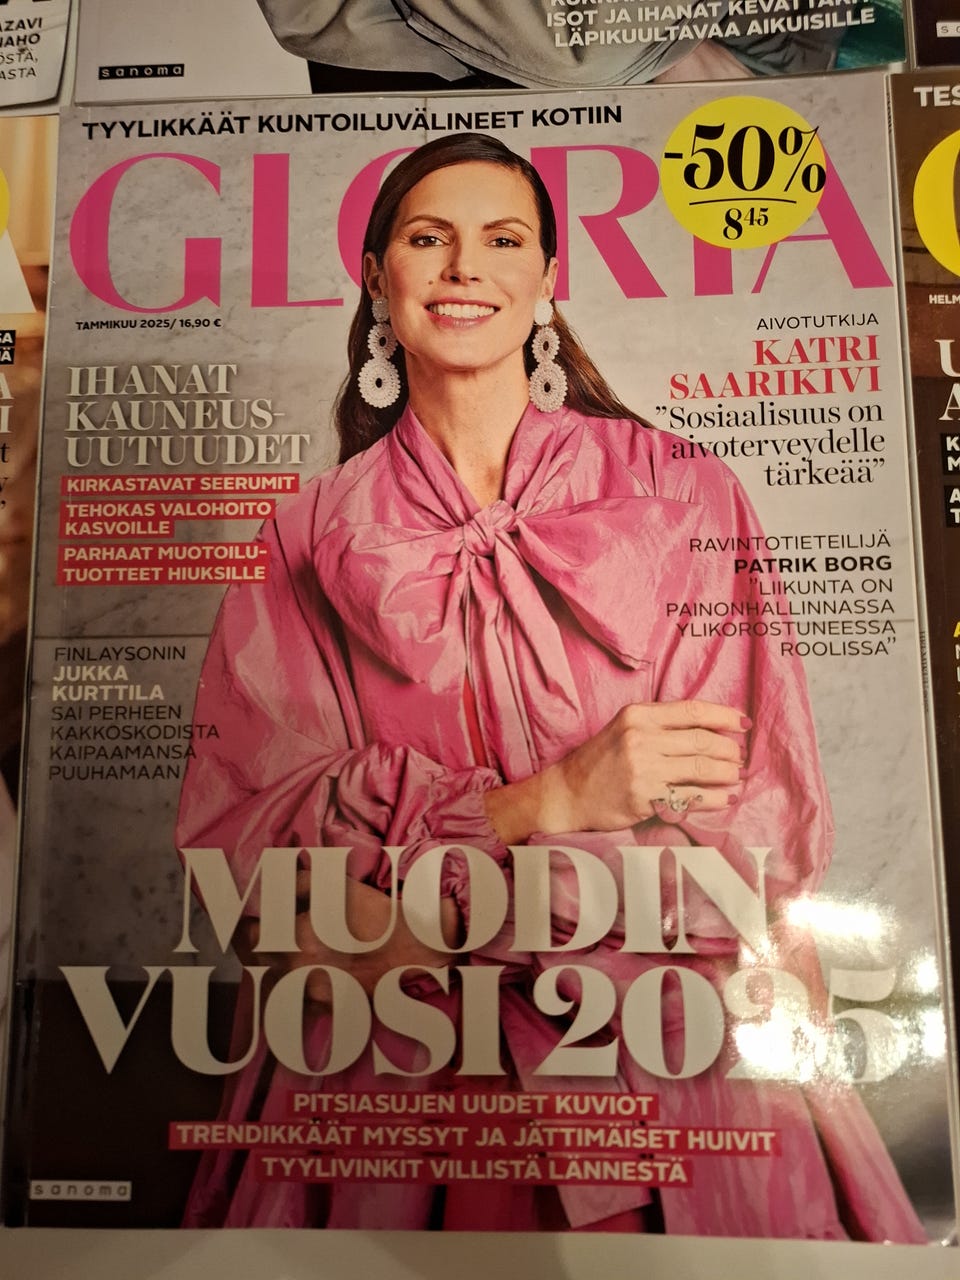 ISOT JA IHANAT KEVÄTTAKIT
LÄPIKUULTAVAA AIKUISILLE
sanoma
TYYLIKKÄÄT KUNTOILUVÄLINEET KOTIIN
GLORIA
-50%
8 45
TAMMIKUU 2025/ 16,90 €
IHANAT
KAUNEUS-
UUTUUDET
KIRKASTAVAT SEERUMIT
TEHOKAS VALOHOITO
KASVOILLE
PARHAAT MUOTOILU-
TUOTTEET HIUKSILLE
FINLAYSONIN
JUKKA
KURTTILA
SAI PERHEEN
KAKKOSKODISTA
KAIPAAMANSA
PUUHAMAAN
AIVOTUTKIJA
KATRI
SAARIKIVI
”Sosiaalisuus on
aivoterveydelle
tärkeää”
RAVINTOTIETEILIJÄ
PATRIK BORG
”LIIKUNTA ON
PAINONHALLINNASSA
YLIKOROSTUNEESSA
ROOLISSA”
MUODIN
VUOSI 2025
PITSIASUJEN UUDET KUVIOT
TRENDIKKÄÄT MYSSYT JA JÄTTIMÄISET HUIVIT
TYYLIVINKIT VILLISTÄ LÄNNESTÄ
sanoma